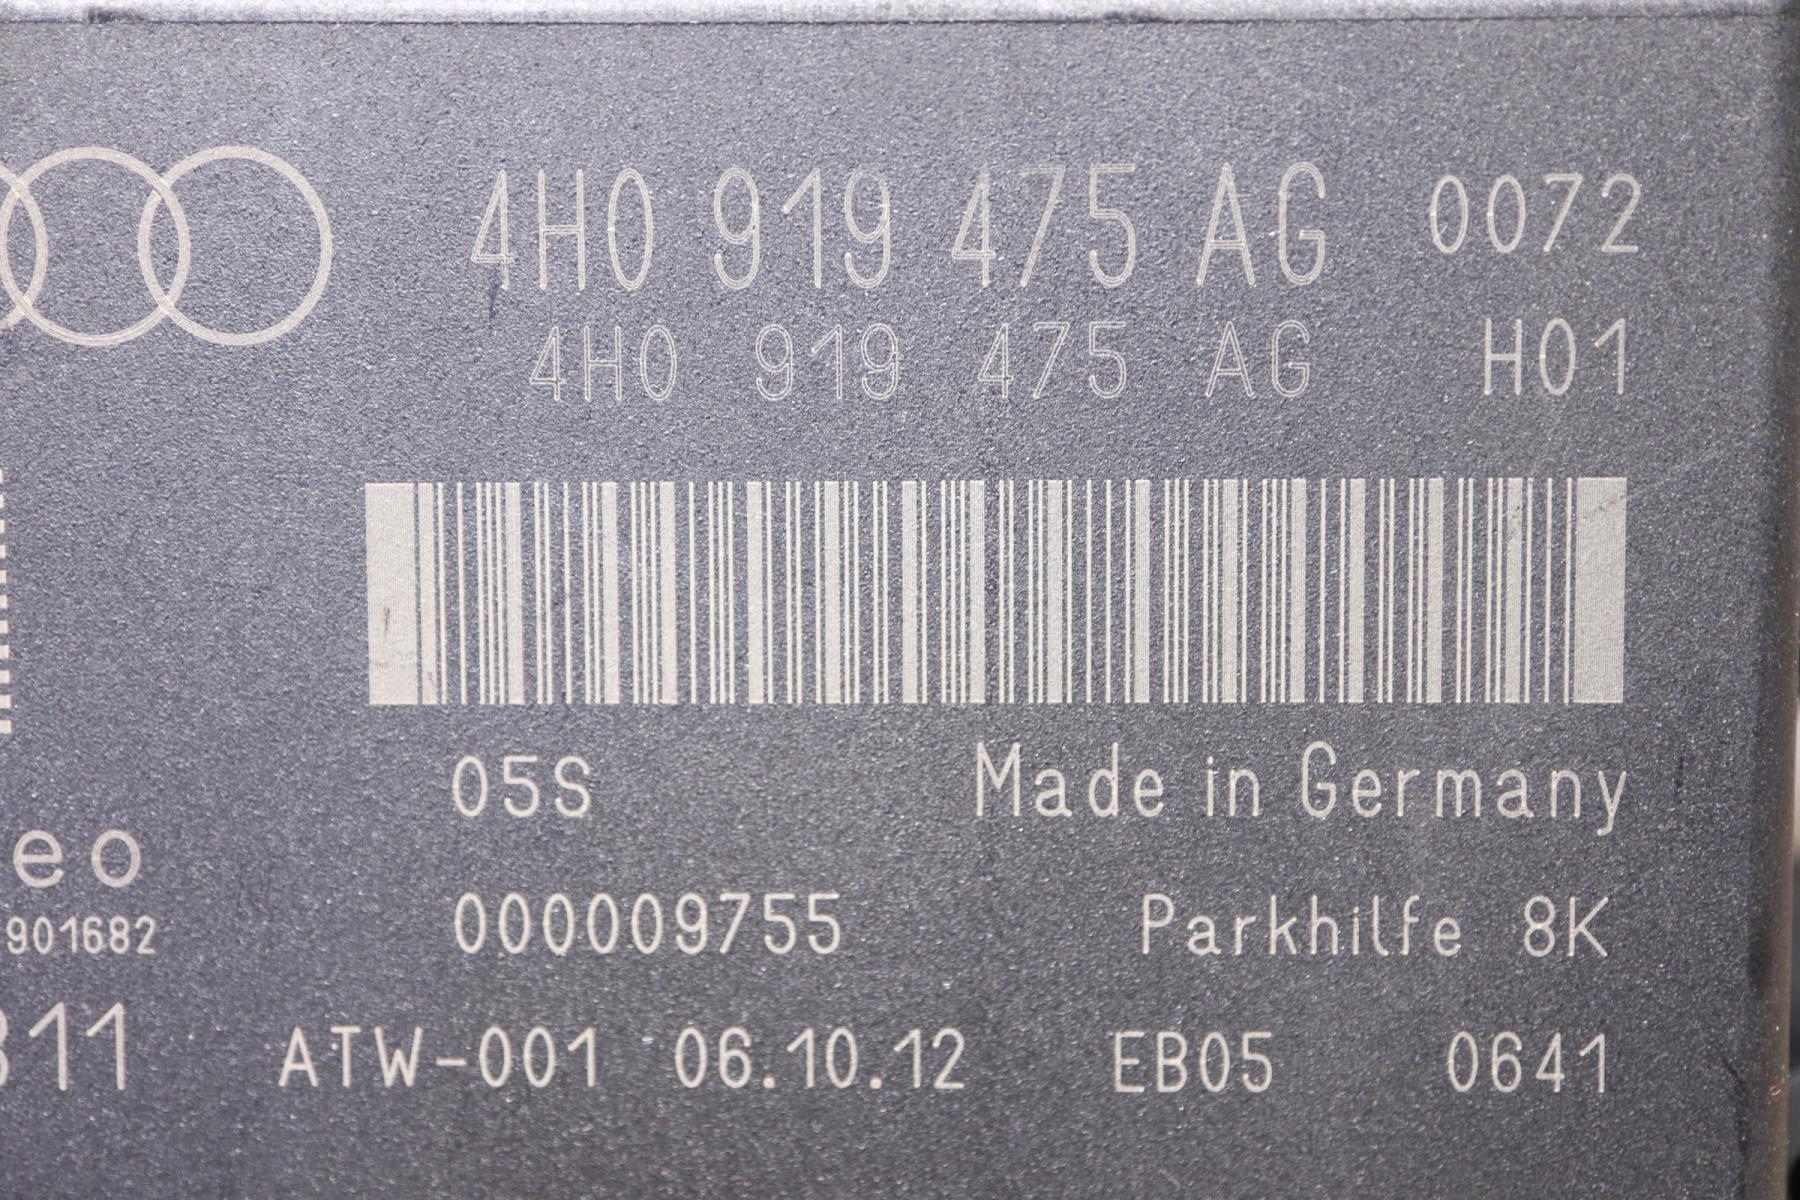 4H0 919 475 AG 0072
4H0 919 475 AG H01
05S Made in Germany
eo
000009755 Parkhilfe 8K
901682
311 ATW-001 06.10.12 EB05 0641